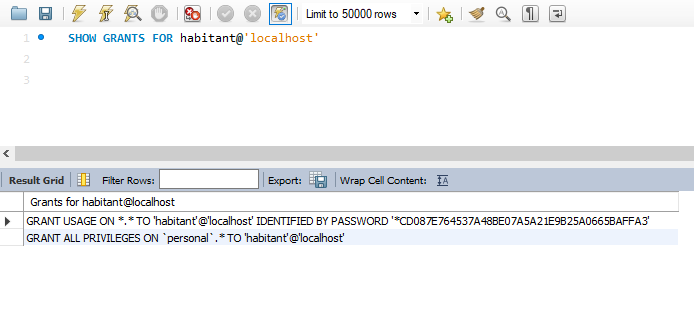 Limit to 50000 rows
1 SHOW GRANTS FOR habitant@'localhost'
2
3
Result Grid Filter Rows: Export: Wrap Cell Content:
Grants for habitant@localhost
GRANT USAGE ON *.* TO 'habitant'@'localhost' IDENTIFIED BY PASSWORD '*CD087E764537A48BE07A5A21E9B25A0665BAFFA3'
GRANT ALL PRIVILEGES ON `personal`.* TO 'habitant'@'localhost'